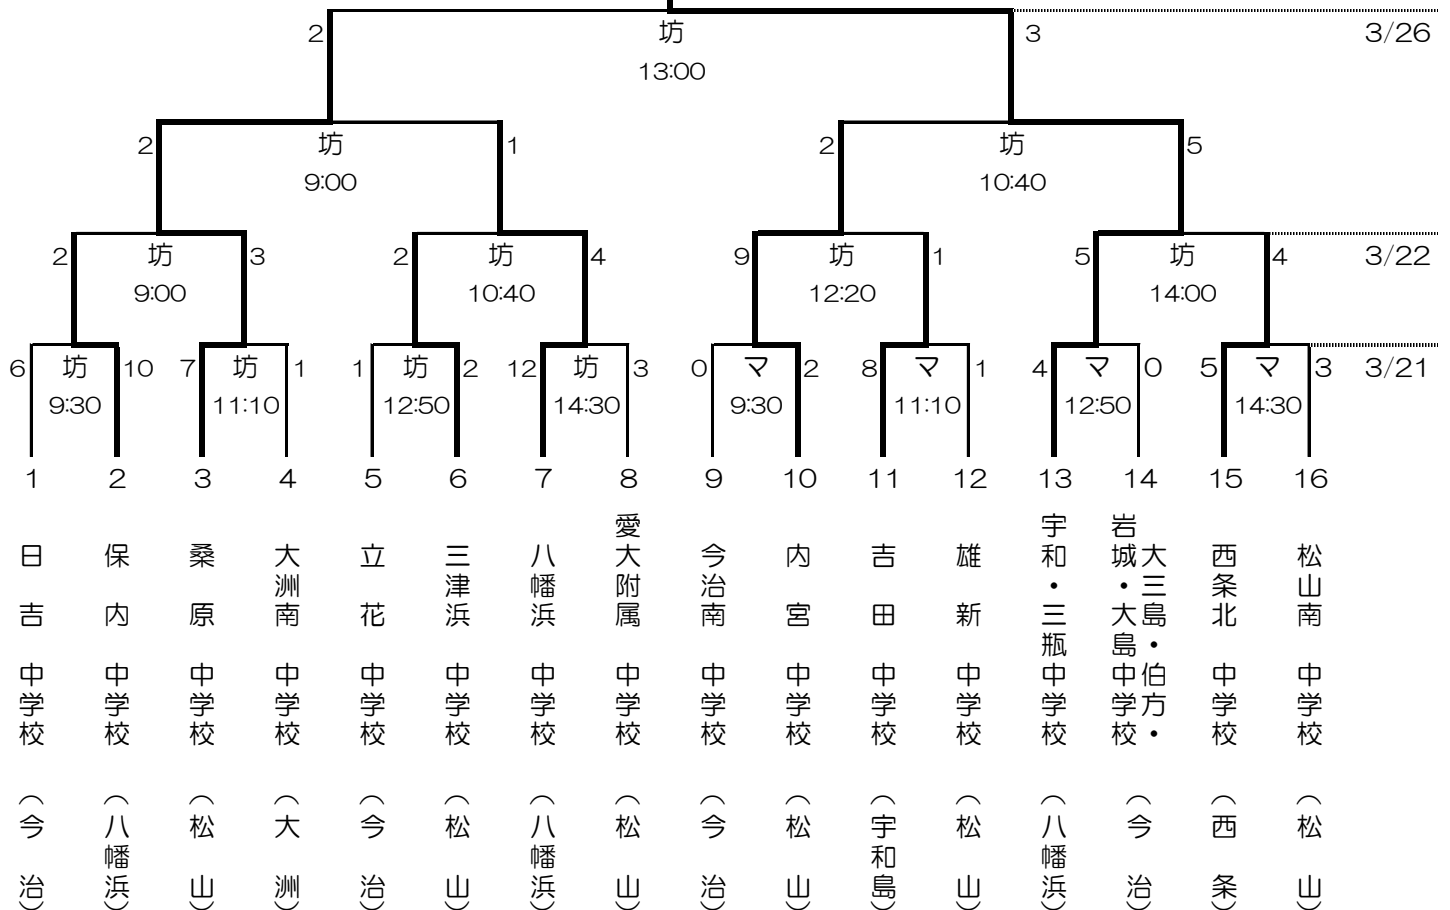 2 坊 3 3/26
13:00
2 坊 1 2 坊 5
9:00 10:40
2 坊 3 2 坊 4 9 坊 1 5 坊 4 3/22
9:00 10:40 12:20 14:00
6 坊 10 7 坊 1 1 坊 2 12 坊 3 0 マ 2 8 マ 1 4 マ 0 5 マ 3 3/21
9:30 11:10 12:50 14:30 9:30 11:10 12:50 14:30
1 2 3 4 5 6 7 8 9 10 11 12 13 14 15 16
日吉中学校（今治）
保内中学校（八幡浜）
桑原中学校（松山）
大洲南中学校（大洲）
立花中学校（今治）
三津浜中学校（松山）
八幡浜中学校（八幡浜）
愛大附属中学校（松山）
今治南中学校（今治）
内宮中学校（松山）
吉田中学校（宇和島）
雄新中学校（松山）
宇和・三瓶中学校（八幡浜）
大三島・伯方・
岩城・大島中学校
（今治）
西条北中学校（西条）
松山南中学校（松山）